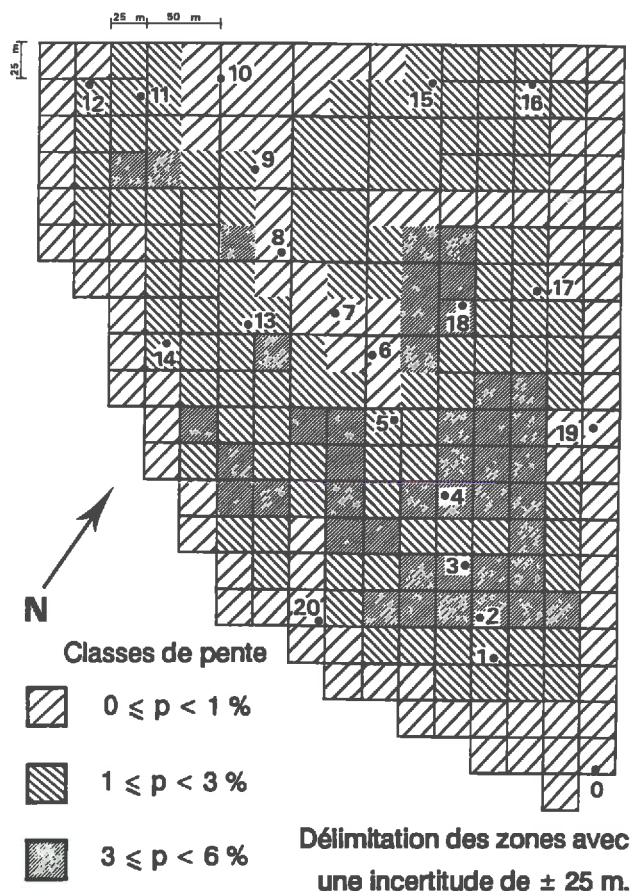 25 m 50 m
25 m
10
12
11
15
16
9
8
17
7
13
18
14
6
5
19
4
3
N
20
2
Classes de pente
1
0 ⩽ p < 1 %
1 ⩽ p < 3 %
0
3 ⩽ p < 6 %
Délimitation des zones avec
une incertitude de ± 25 m.